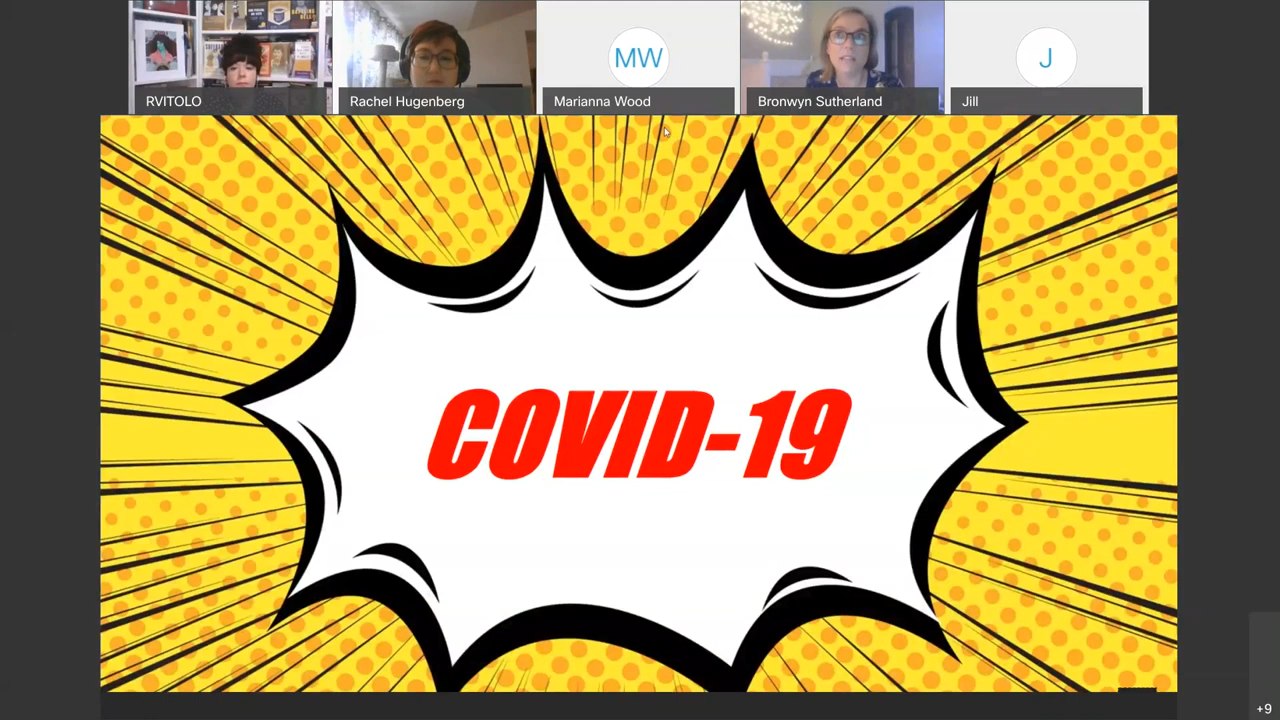 RVITOLO
Rachel Hugenberg
MW
Marianna Wood
Bronwyn Sutherland
J
Jill
COVID-19
+9